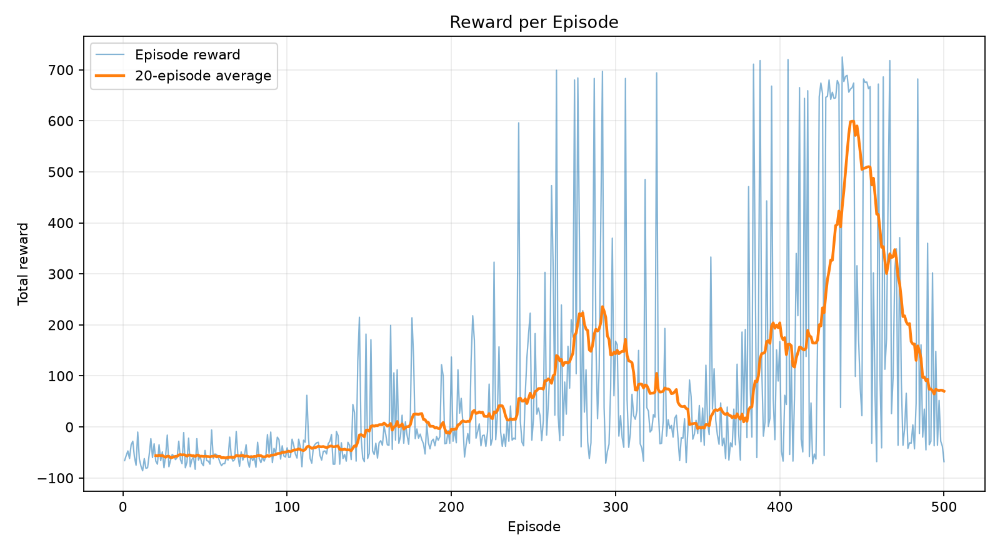 Reward per Episode
Episode reward
20-episode average
Total reward
700
600
500
400
300
200
100
0
−100
0 100 200 300 400 500
Episode